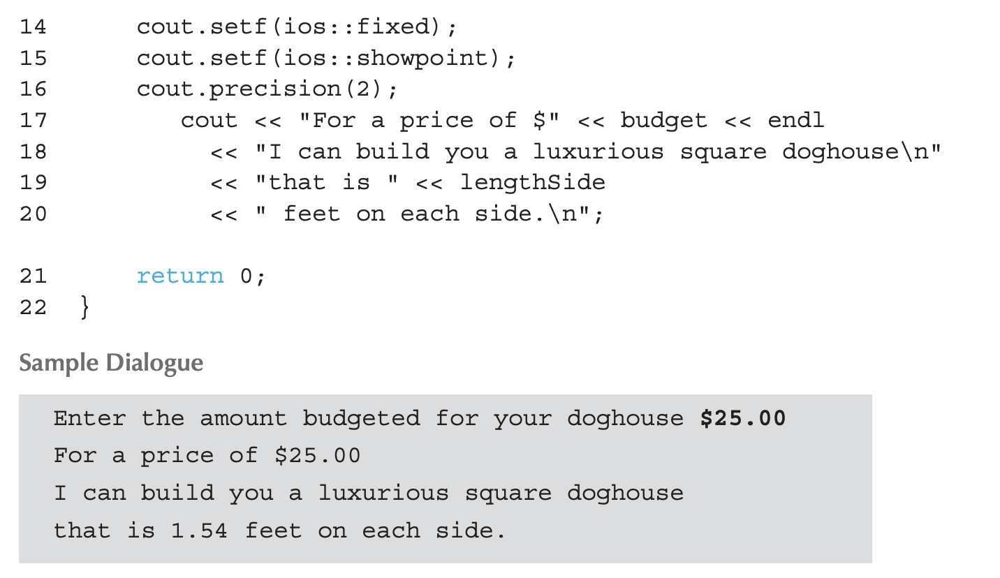 14 cout.setf(ios::fixed);
15 cout.setf(ios::showpoint);
16 cout.precision(2);
17 cout << "For a price of $" << budget << endl
18 << "I can build you a luxurious square doghouse\n"
19 << "that is " << lengthSide
20 << " feet on each side.\n";
21 return 0;
22 }
Sample Dialogue
Enter the amount budgeted for your doghouse $25.00
For a price of $25.00
I can build you a luxurious square doghouse
that is 1.54 feet on each side.